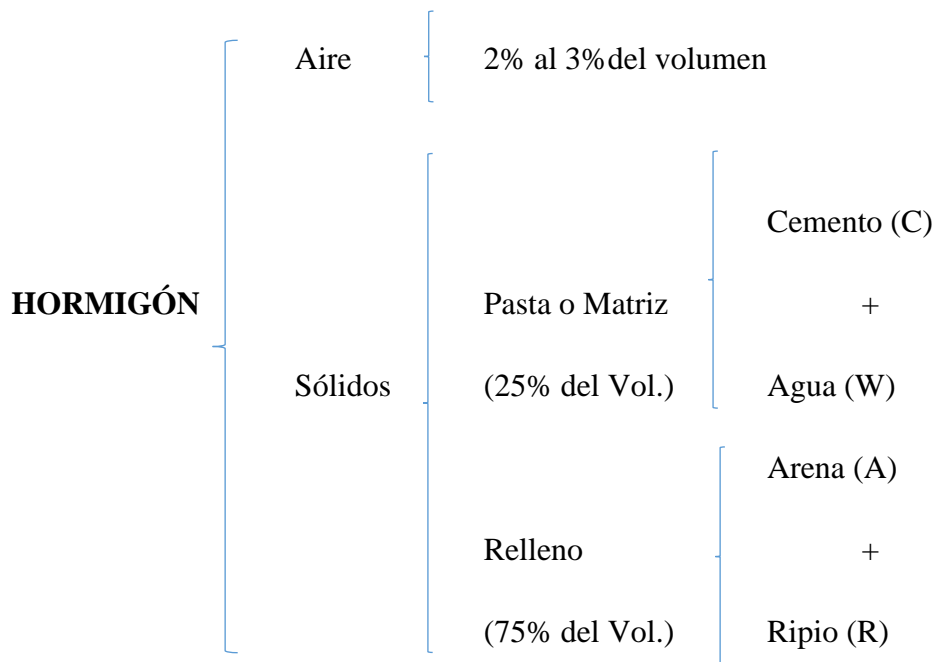 Aire 2% al 3% del volumen
Cemento (C)
HORMIGÓN Pasta o Matriz +
Sólidos (25% del Vol.) Agua (W)
Arena (A)
Relleno +
(75% del Vol.) Ripio (R)